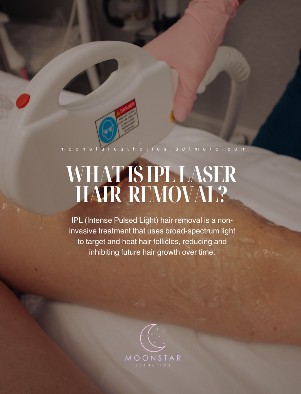 DANGER
WHAT IS IPL LASER
HAIR REMOVAL?
IPL (Intense Pulsed Light) hair removal is a non-
invasive treatment that uses broad-spectrum light
to target and heat hair follicles, reducing and
inhibiting future hair growth over time.
MOONSTAR